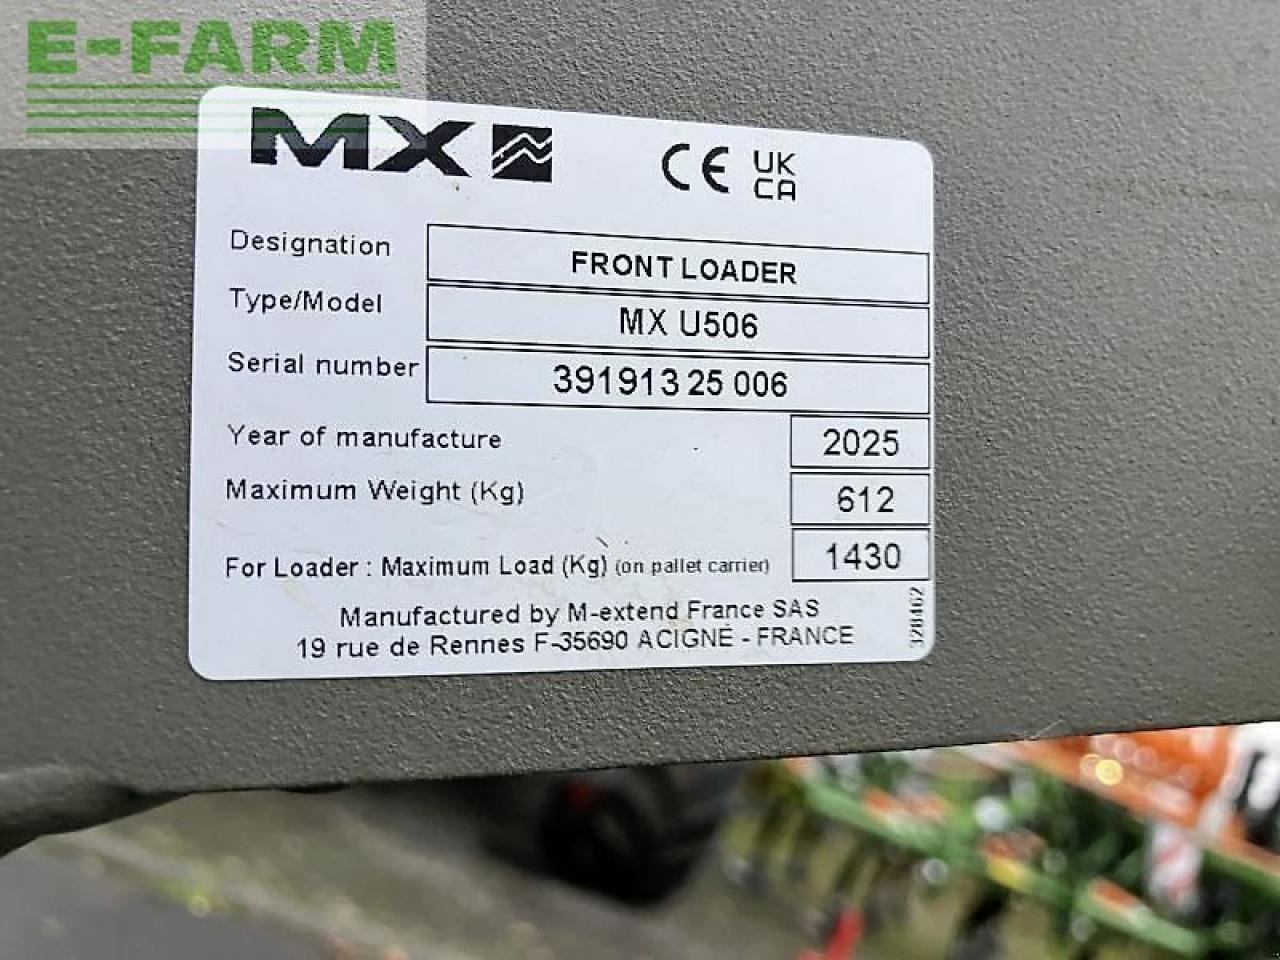 E-FARM
MX
CE UK CA
Designation FRONT LOADER
Type/Model MX U506
Serial number 391913 25 006
Year of manufacture 2025
Maximum Weight (Kg) 612
For Loader : Maximum Load (Kg) (on pallet carrier) 1430
Manufactured by M-extend France SAS
19 rue de Rennes F-35690 ACIGNÉ - FRANCE
328462